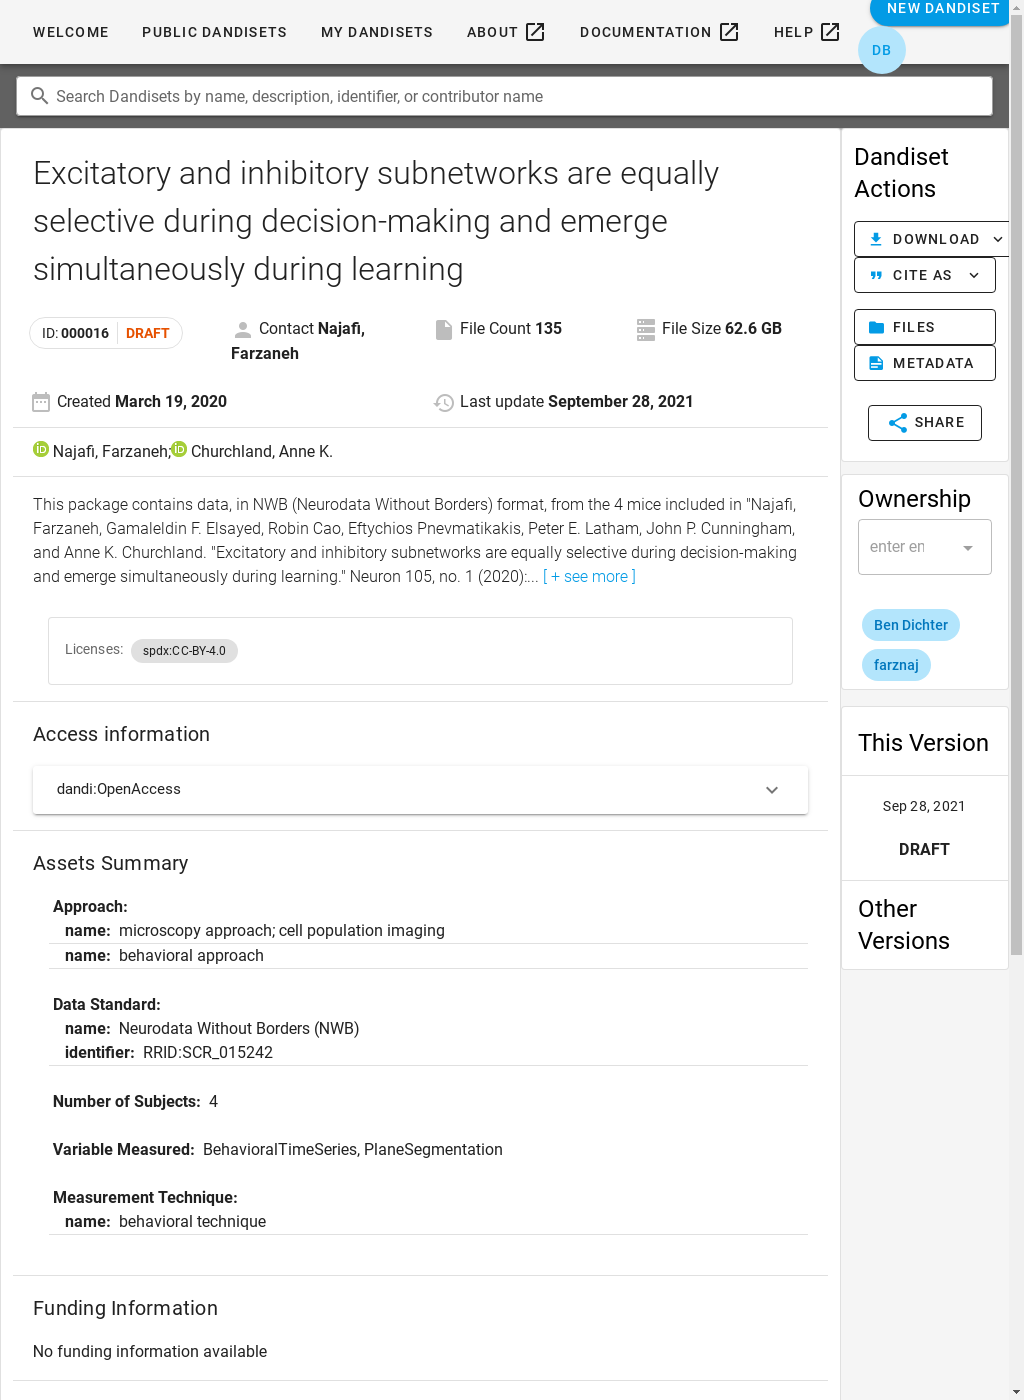 WELCOME PUBLIC DANDISETS MY DANDISETS ABOUT DOCUMENTATION HELP NEW DANDISET
DB
Search Dandisets by name, description, identifier, or contributor name
Excitatory and inhibitory subnetworks are equally
selective during decision-making and emerge
simultaneously during learning
ID: 000016 DRAFT
Contact Najafi,
Farzaneh
File Count 135
File Size 62.6 GB
Created March 19, 2020
Last update September 28, 2021
iD Najafi, Farzaneh; iD Churchland, Anne K.
This package contains data, in NWB (Neurodata Without Borders) format, from the 4 mice included in "Najafi,
Farzaneh, Gamaleldin F. Elsayed, Robin Cao, Eftychios Pnevmatikakis, Peter E. Latham, John P. Cunningham,
and Anne K. Churchland. "Excitatory and inhibitory subnetworks are equally selective during decision-making
and emerge simultaneously during learning." Neuron 105, no. 1 (2020):... [ + see more ]
Licenses: spdx:CC-BY-4.0
Access information
dandi:OpenAccess
Assets Summary
Approach:
name: microscopy approach; cell population imaging
name: behavioral approach
Data Standard:
name: Neurodata Without Borders (NWB)
identifier: RRID:SCR_015242
Number of Subjects: 4
Variable Measured: BehavioralTimeSeries, PlaneSegmentation
Measurement Technique:
name: behavioral technique
Funding Information
No funding information available
Dandiset
Actions
DOWNLOAD
CITE AS
FILES
METADATA
SHARE
Ownership
enter en
Ben Dichter
farznaj
This Version
Sep 28, 2021
DRAFT
Other
Versions